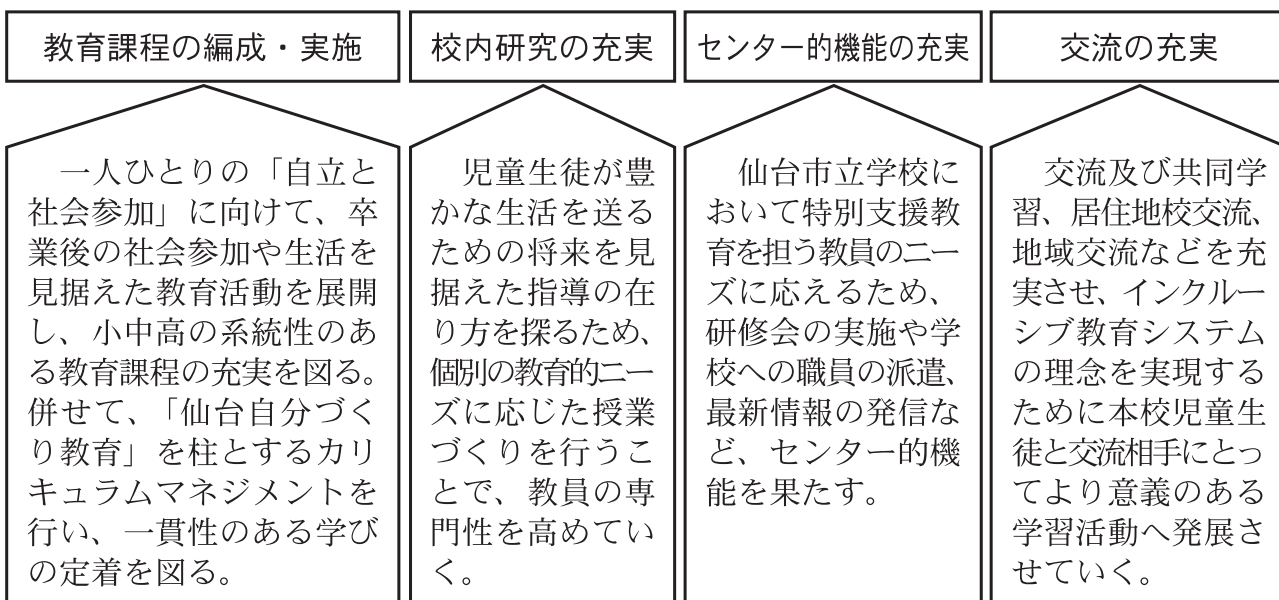 教育課程の編成・実施
一人ひとりの「自立と
社会参加」に向けて、卒
業後の社会参加や生活を
見据えた教育活動を展開
し、小中高の系統性のあ
る教育課程の充実を図る。
併せて、「仙台自分づく
り教育」を柱とするカリ
キュラムマネジメントを
行い、一貫性のある学び
の定着を図る。
校内研究の充実
児童生徒が豊
かな生活を送る
ための将来を見
据えた指導の在
り方を探るため、
個別の教育的ニー
ズに応じた授業
づくりを行うこ
とで、教員の専
門性を高めてい
く。
センター的機能の充実
仙台市立学校に
おいて特別支援教
育を担う教員のニー
ズに応えるため、
研修会の実施や学
校への職員の派遣、
最新情報の発信な
ど、センター的機
能を果たす。
交流の充実
交流及び共同学
習、居住地校交流、
地域交流などを充
実させ、インクルー
シブ教育システム
の理念を実現する
ために本校児童生
徒と交流相手にとっ
てより意義のある
学習活動へ発展さ
せていく。